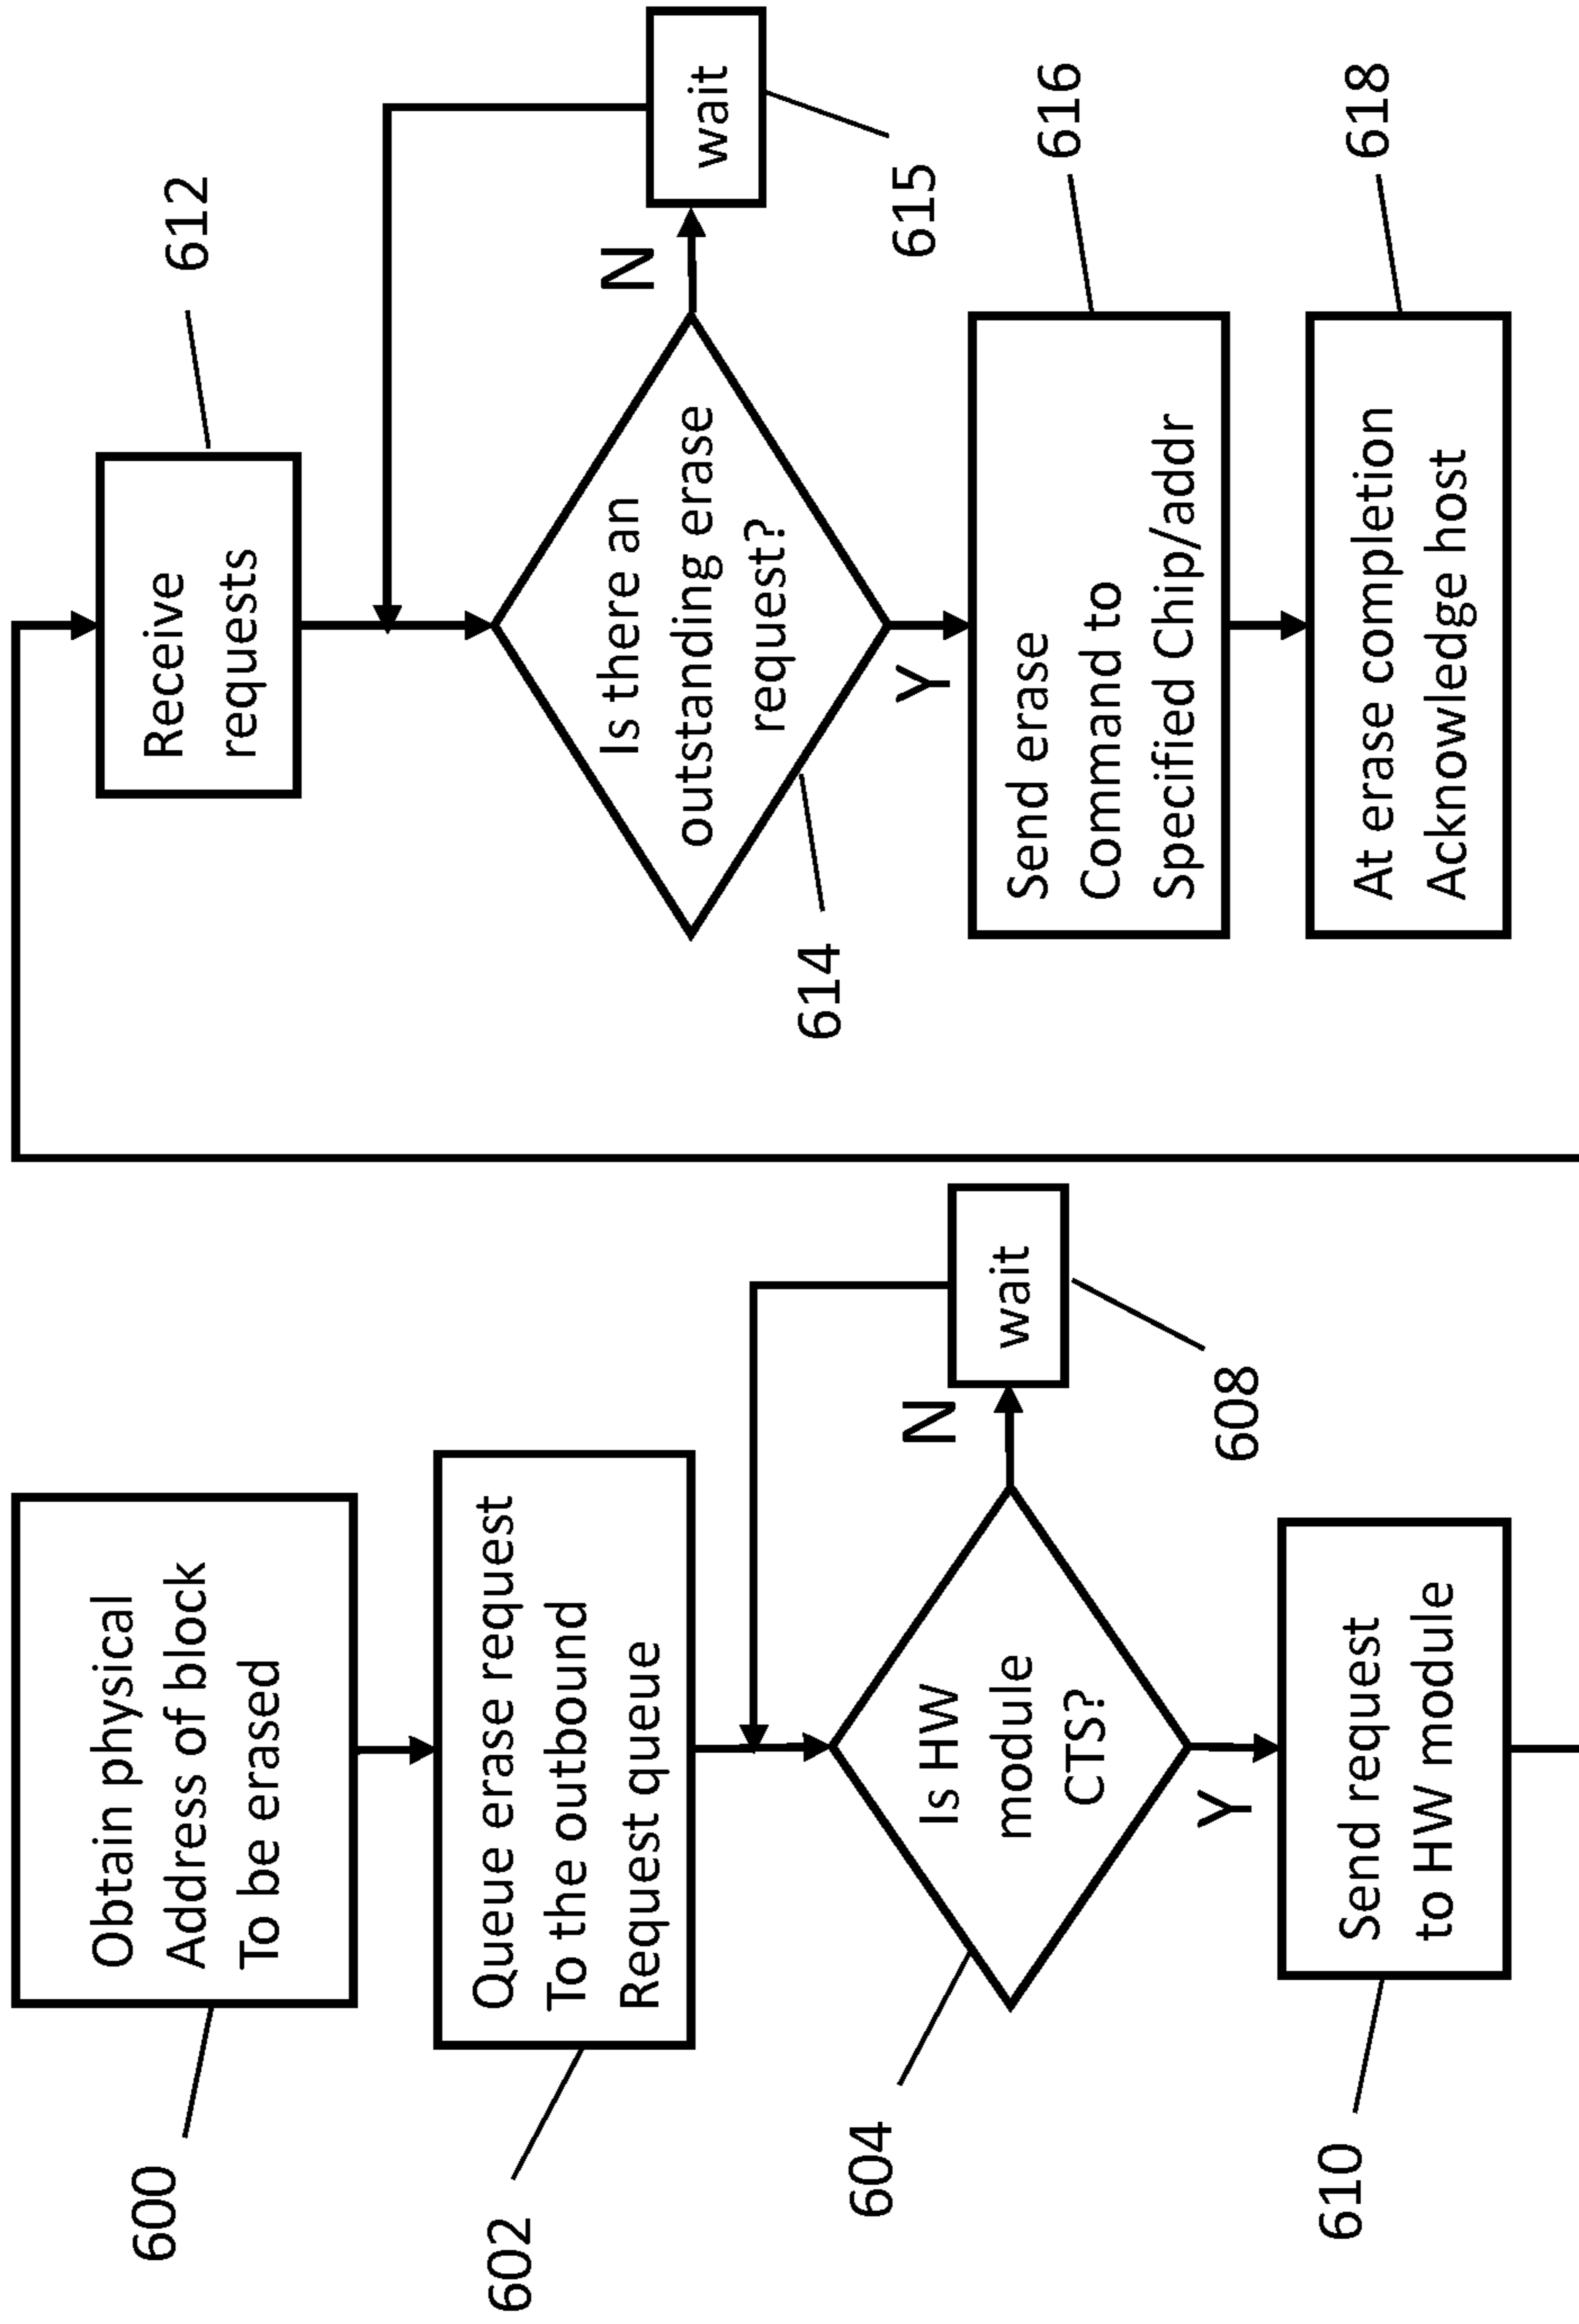 600
Obtain physical
Address of block
To be erased
602
Queue erase request
To the outbound
Request queue
604
Is HW
module
CTS?
N
wait
608
Y
610
Send request
to HW module
612
Receive
requests
614
Is there an
outstanding erase
request?
N
wait
615
Y
616
Send erase
Command to
Specified Chip/addr
618
At erase completion
Acknowledge host